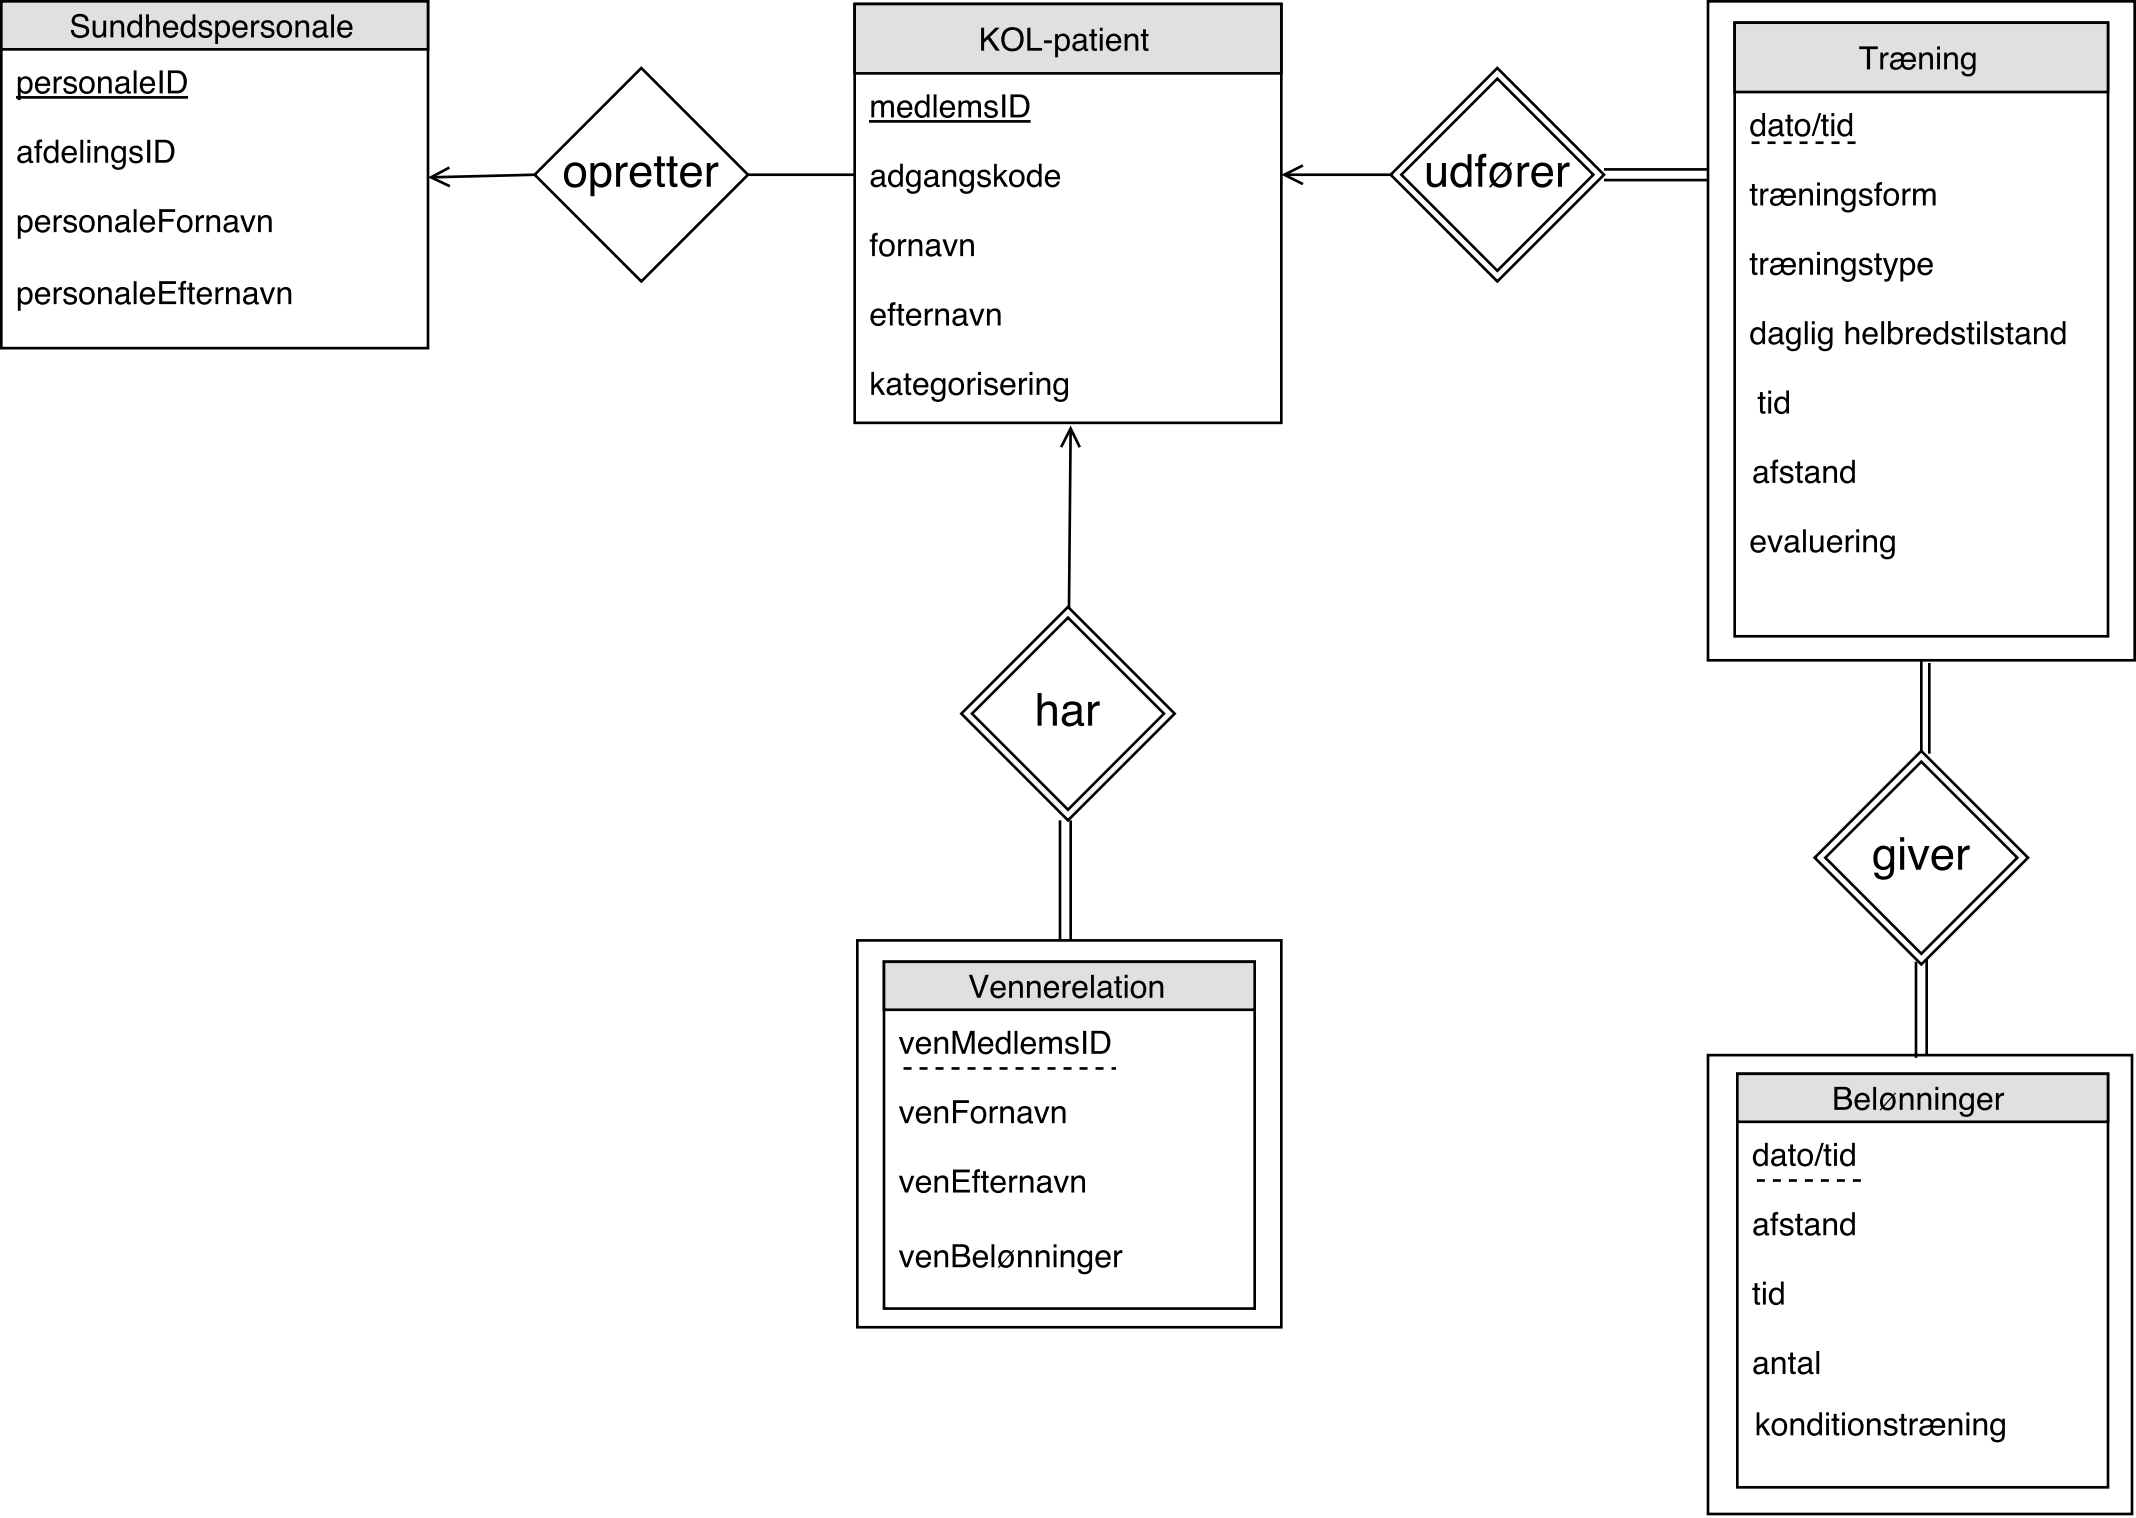 Sundhedspersonale
personaleID
afdelingsID
personaleFornavn
personaleEfternavn
opretter
KOL-patient
medlemsID
adgangskode
fornavn
efternavn
kategorisering
udfører
Træning
dato/tid
træningsform
træningstype
daglig helbredstilstand
tid
afstand
evaluering
har
giver
Vennerelation
venMedlemsID
venFornavn
venEfternavn
venBelønninger
Belønninger
dato/tid
afstand
tid
antal
konditionstræning